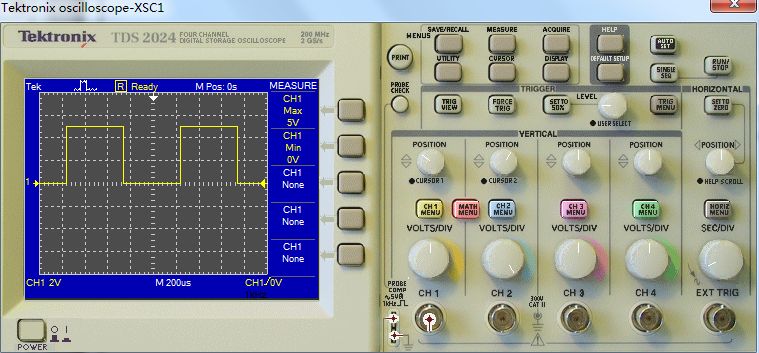 Tektronix oscilloscope-XSC1
Tektronix TDS 2024 FOUR CHANNEL DIGITAL STORAGE OSCILLOSCOPE 200 MHz 2 GS/s
Tek R Ready M Pos: 0s MEASURE
CH1
Max
5V
CH1
Min
0V
CH1
None
CH1
None
CH1
None
1
CH1 2V M 200us CH1/0V
POWER
MENUS
SAVE/RECALL MEASURE ACQUIRE
UTILITY CURSOR DISPLAY
PRINT
PROBE CHECK
HELP
DEFAULT SETUP
AUTO SET
SINGLE SEQ
RUN/STOP
TRIGGER
TRIG VIEW
FORCE TRIG
SET TO 50%
LEVEL
USER SELECT
TRIG MENU
HORIZONTAL
SET TO ZERO
VERTICAL
POSITION POSITION POSITION POSITION POSITION
CURSOR 1 CURSOR 2 HELP SCROLL
CH 1 MENU
MATH MENU
CH 2 MENU
CH 3 MENU
CH 4 MENU
HORIZ MENU
VOLTS/DIV VOLTS/DIV VOLTS/DIV VOLTS/DIV SEC/DIV
PROBE COMP
~5V
1kHz
CH 1 CH 2 CH 3 CH 4 EXT TRIG
300V
CAT II